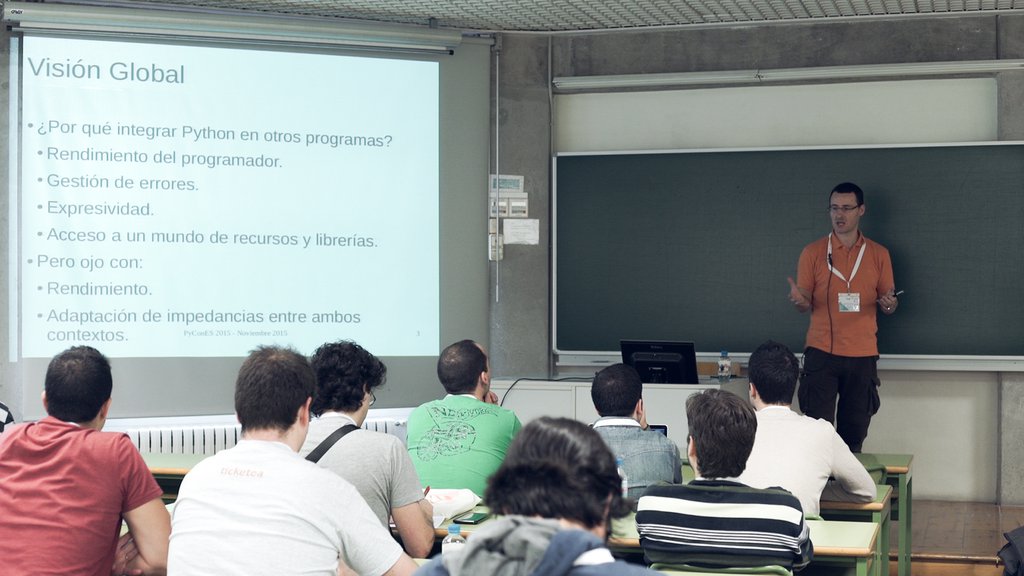 Visión Global
• ¿Por qué integrar Python en otros programas?
• Rendimiento del programador.
• Gestión de errores.
• Expresividad.
• Acceso a un mundo de recursos y librerías.
• Pero ojo con:
• Rendimiento.
• Adaptación de impedancias entre ambos
contextos.
PyConES 2015 - Noviembre 2015
3
ticketea